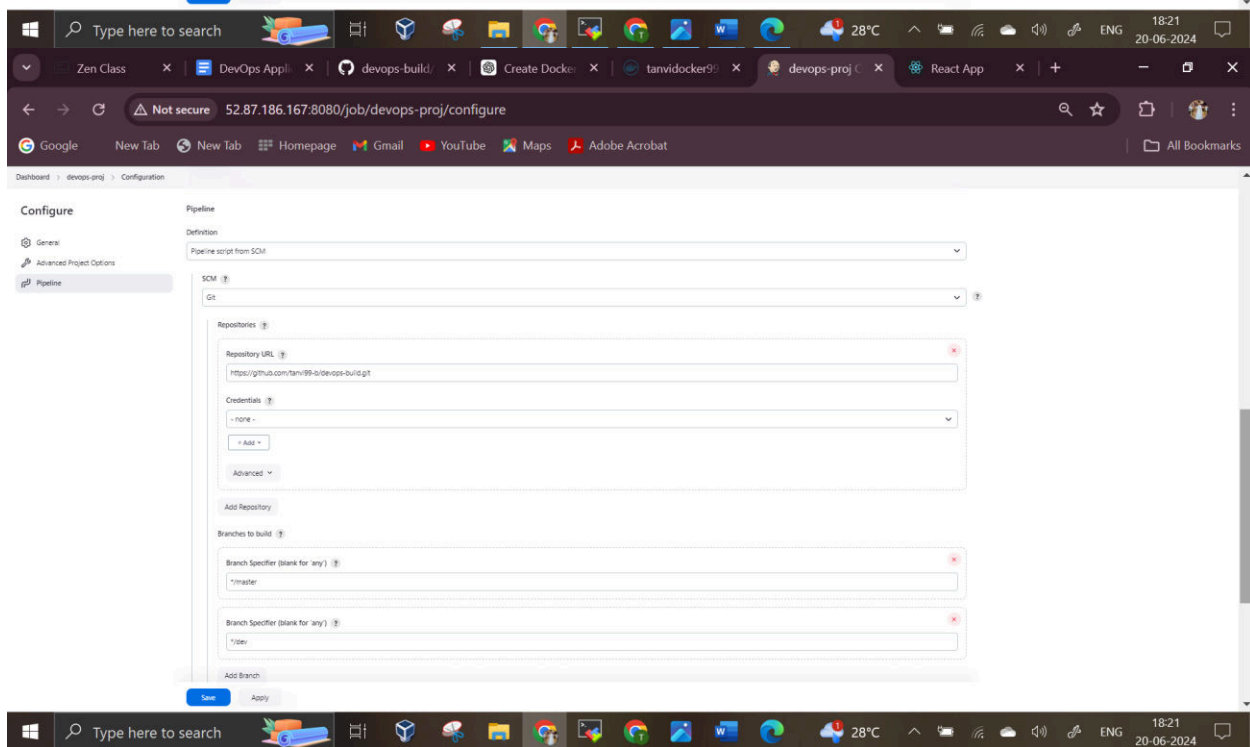 Type here to search
28°C
ENG
18:21
20-06-2024
Zen Class
DevOps Appli
devops-build/
Create Docker
tanvidocker99
devops-proj C
React App
Not secure 52.87.186.167:8080/job/devops-proj/configure
Google
New Tab
New Tab
Homepage
Gmail
YouTube
Maps
Adobe Acrobat
All Bookmarks
Dashboard > devops-proj > Configuration
Configure
General
Advanced Project Options
Pipeline
Pipeline
Definition
Pipeline script from SCM
SCM ?
Git
?
Repositories ?
Repository URL ?
https://github.com/tanvi99-b/devops-build.git
Credentials ?
- none -
+ Add
Advanced
Add Repository
Branches to build ?
Branch Specifier (blank for 'any') ?
*/master
Branch Specifier (blank for 'any') ?
*/dev
Add Branch
Save
Apply
Type here to search
28°C
ENG
18:21
20-06-2024